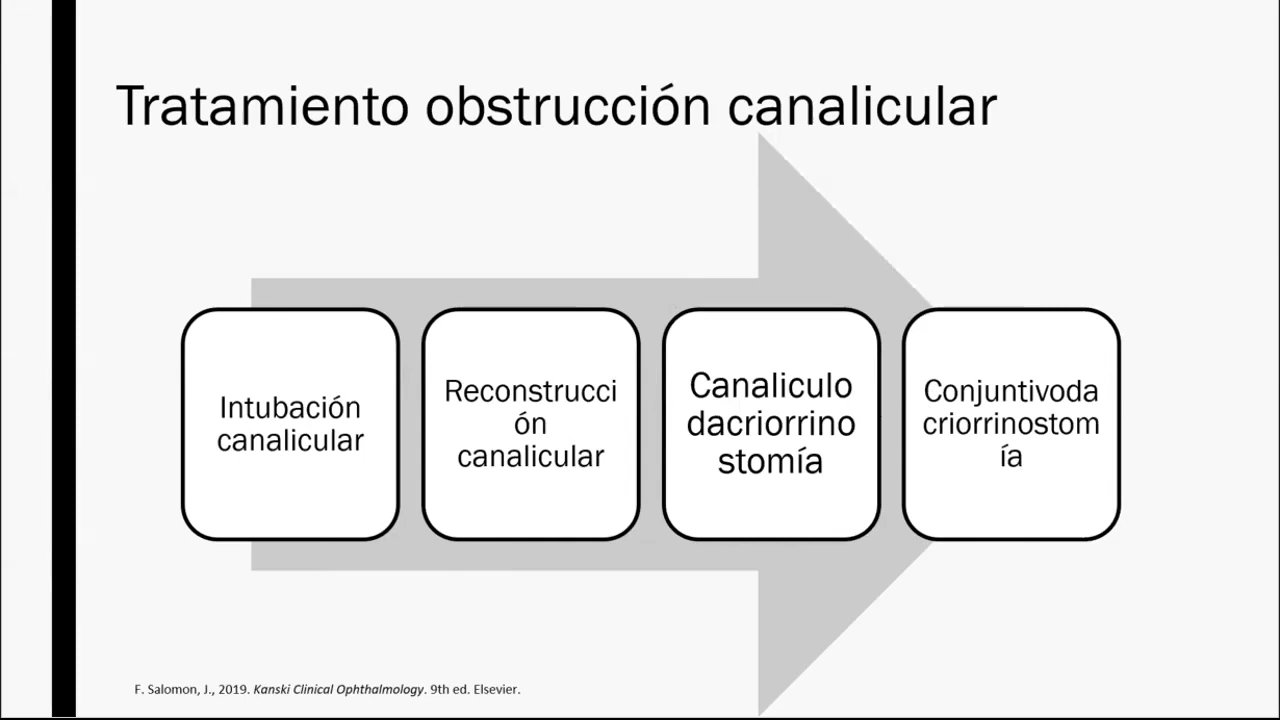 Tratamiento obstrucción canalicular
Intubación
canalicular
Reconstrucci
ón
canalicular
Canaliculo
dacriorrino
stomía
Conjuntivoda
criorrinostom
ía
F. Salomon, J., 2019. Kanski Clinical Ophthalmology. 9th ed. Elsevier.